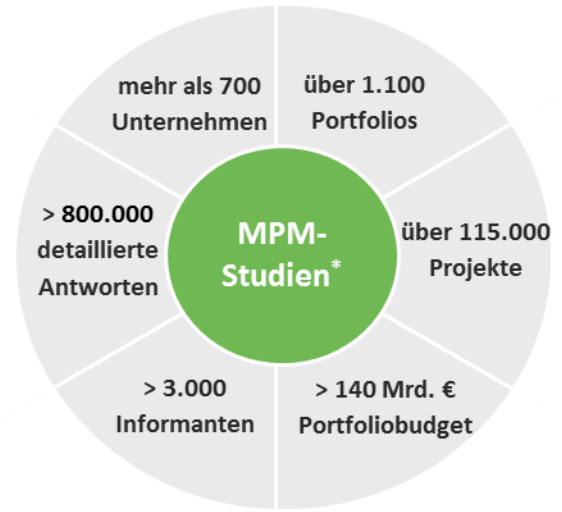 mehr als 700
Unternehmen
über 1.100
Portfolios
> 800.000
detaillierte
Antworten
MPM-
Studien*
über 115.000
Projekte
> 3.000
Informanten
> 140 Mrd. €
Portfoliobudget